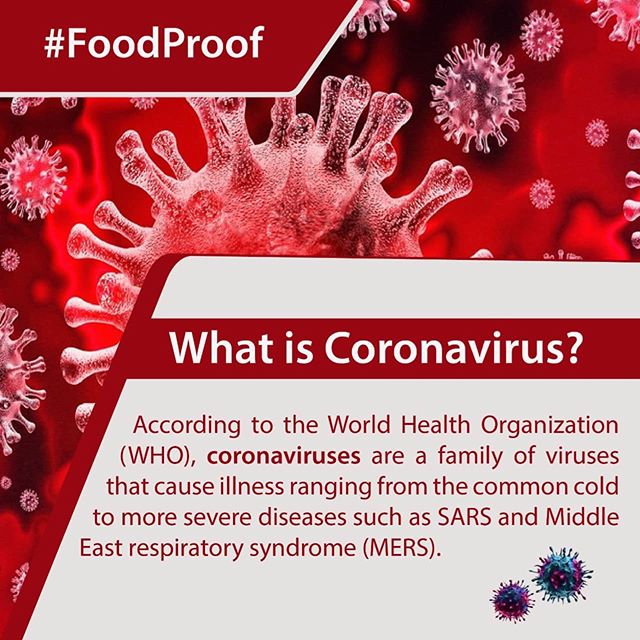 #FoodProof
What is Coronavirus?
According to the World Health Organization
(WHO), coronaviruses are a family of viruses
that cause illness ranging from the common cold
to more severe diseases such as SARS and Middle
East respiratory syndrome (MERS).